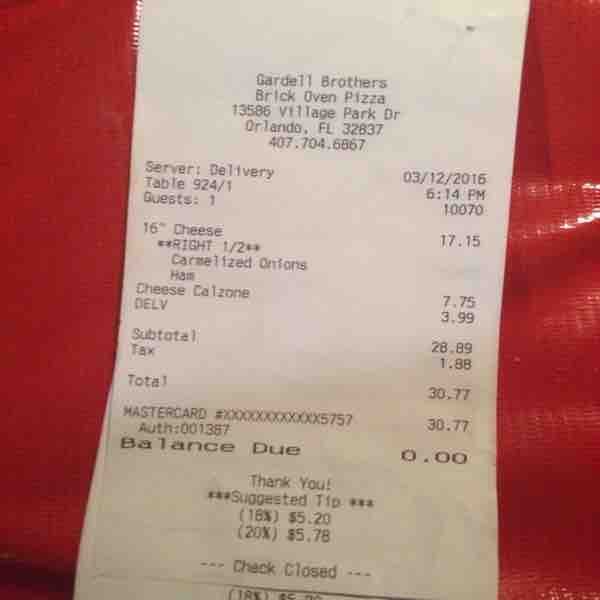 Gardell Brothers
Brick Oven Pizza
13586 Village Park Dr
Orlando, FL 32837
407.704.6867
Server: Delivery 03/12/2016
Table 924/1 6:14 PM
Guests: 1 10070
16" Cheese 17.15
**RIGHT 1/2**
Carmelized Onions
Ham
Cheese Calzone 7.75
DELV 3.99
Subtotal 28.89
Tax 1.88
Total 30.77
MASTERCARD #XXXXXXXXXXXX5757 30.77
Auth:001387
Balance Due 0.00
Thank You!
***Suggested Tip ***
(18%) $5.20
(20%) $5.78
--- Check Closed ---
(18%) $5.20